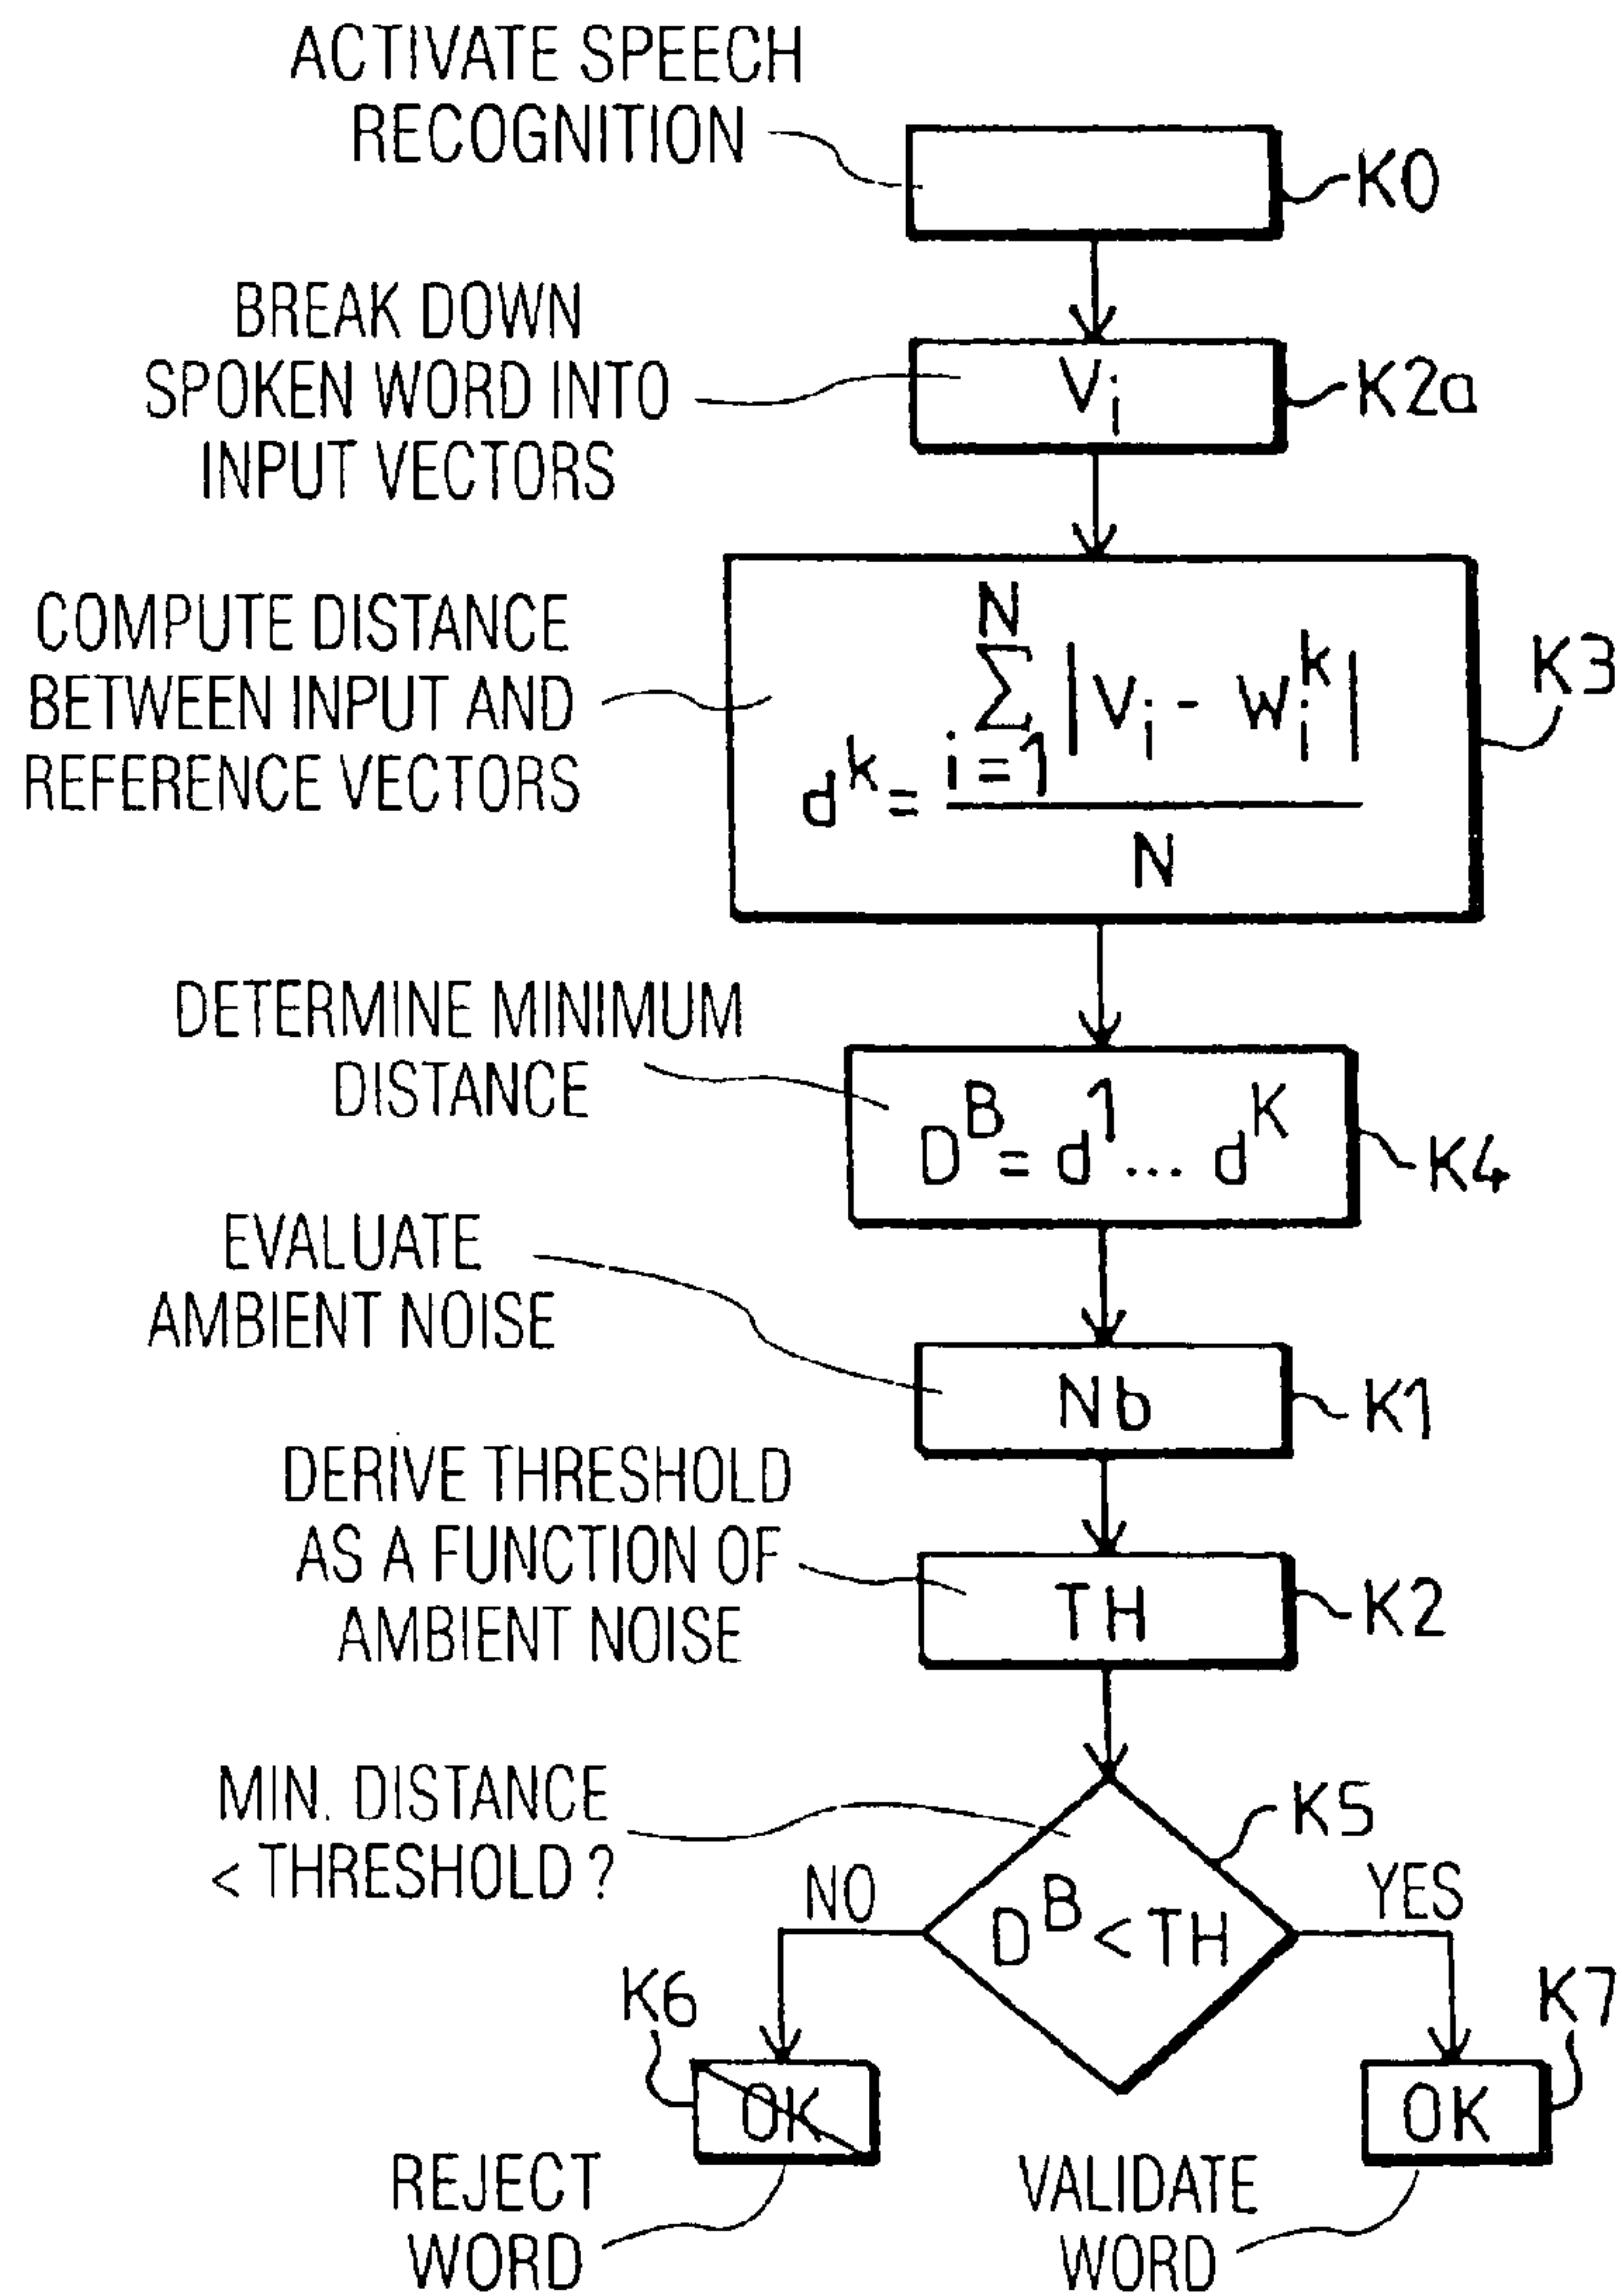 ACTIVATE SPEECH
RECOGNITION
K0
BREAK DOWN
SPOKEN WORD INTO
INPUT VECTORS
V_i
K2a
COMPUTE DISTANCE
BETWEEN INPUT AND
REFERENCE VECTORS
d^k = \frac{\sum_{i=1}^{N} |V_i - W_i^k|}{N}
K3
DETERMINE MINIMUM
DISTANCE
D^B = d^1 ... d^K
K4
EVALUATE
AMBIENT NOISE
Nb
K1
DERIVE THRESHOLD
AS A FUNCTION OF
AMBIENT NOISE
TH
K2
MIN. DISTANCE
< THRESHOLD ?
K5
NO
D^B < TH
YES
K6
OK
K7
OK
REJECT
WORD
VALIDATE
WORD